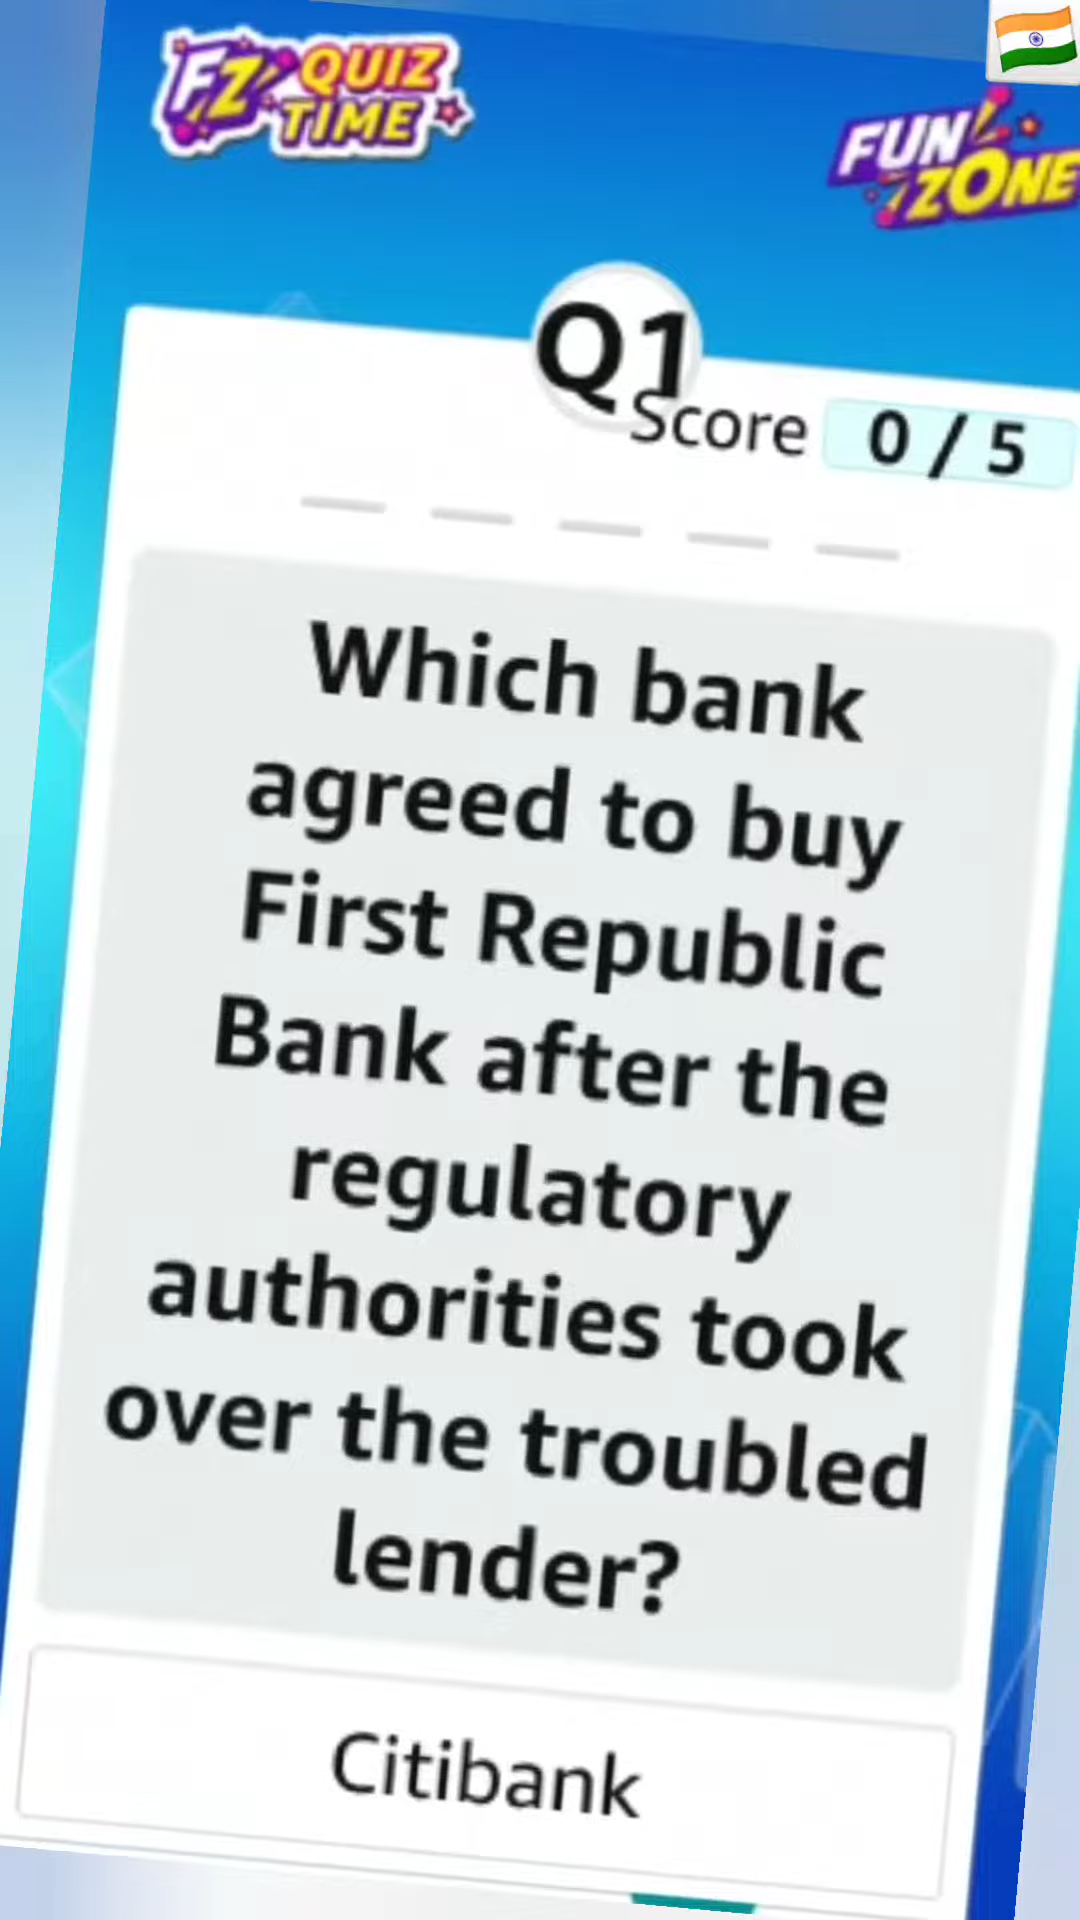 FZ QUIZ
TIME
FUN
ZONE
Q1
Score 0 / 5
Which bank
agreed to buy
First Republic
Bank after the
regulatory
authorities took
over the troubled
lender?
Citibank